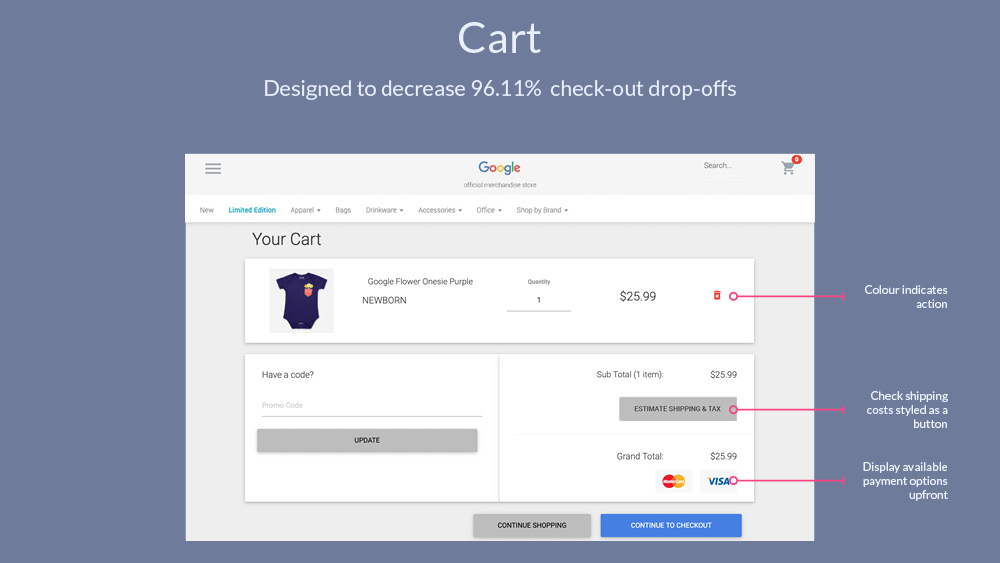 Cart
Designed to decrease 96.11% check-out drop-offs
Google
official merchandise store
Search...
0
New Limited Edition Apparel Bags Drinkware Accessories Office Shop by Brand
Your Cart
Google Flower Onesie Purple
NEWBORN
Quantity
1
$25.99
Colour indicates
action
Have a code?
Promo Code
UPDATE
Sub Total (1 item): $25.99
ESTIMATE SHIPPING & TAX
Check shipping
costs styled as a
button
Grand Total: $25.99
MasterCard VISA
Display available
payment options
upfront
CONTINUE SHOPPING
CONTINUE TO CHECKOUT